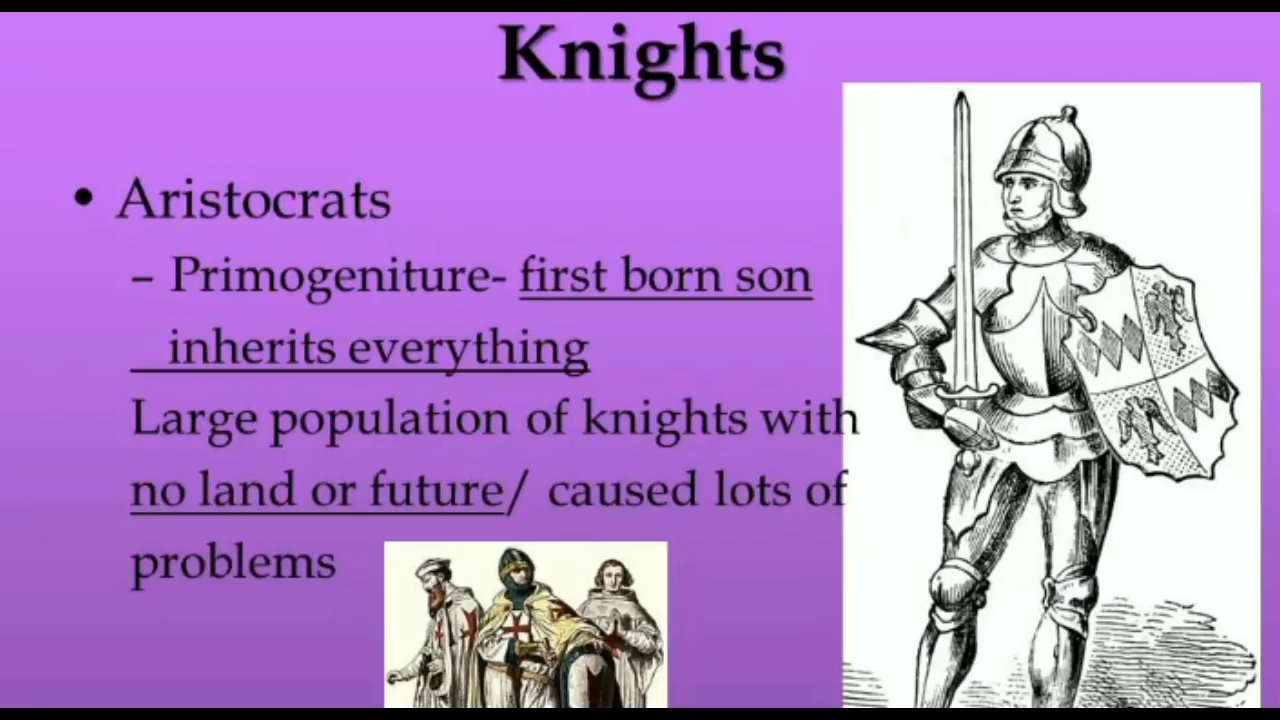 Knights
• Aristocrats
– Primogeniture- first born son
inherits everything
Large population of knights with
no land or future/ caused lots of
problems